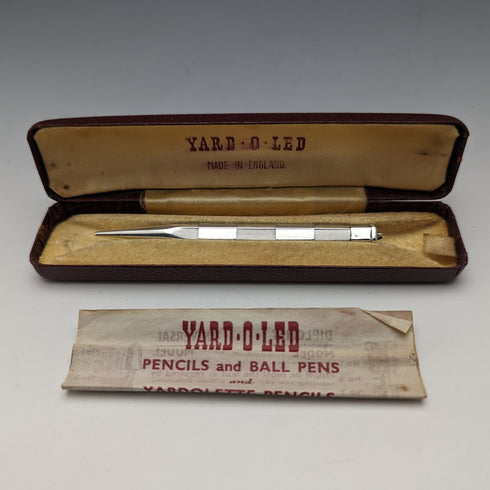 YARD·O·LED
MADE IN ENGLAND
YARD·O·LED
PENCILS and BALL PENS
and
YARDOLETTE PENCILS